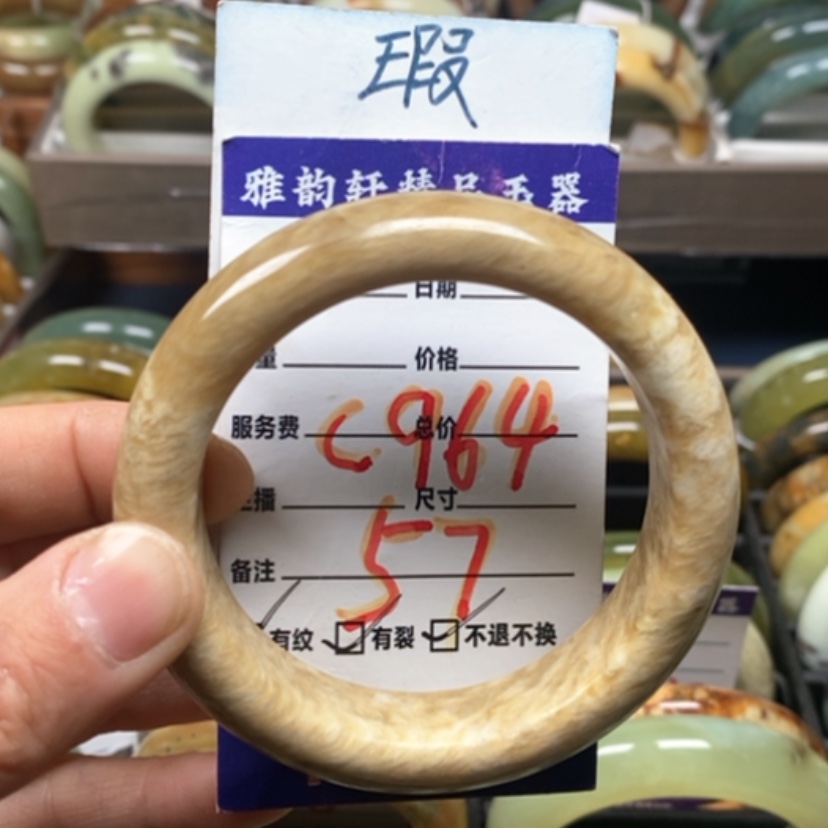 瑕
雅韵轩精品玉器
日期
量 价格
服务费 总价
C964
主播 尺寸
57
备注
有纹 有裂 不退不换